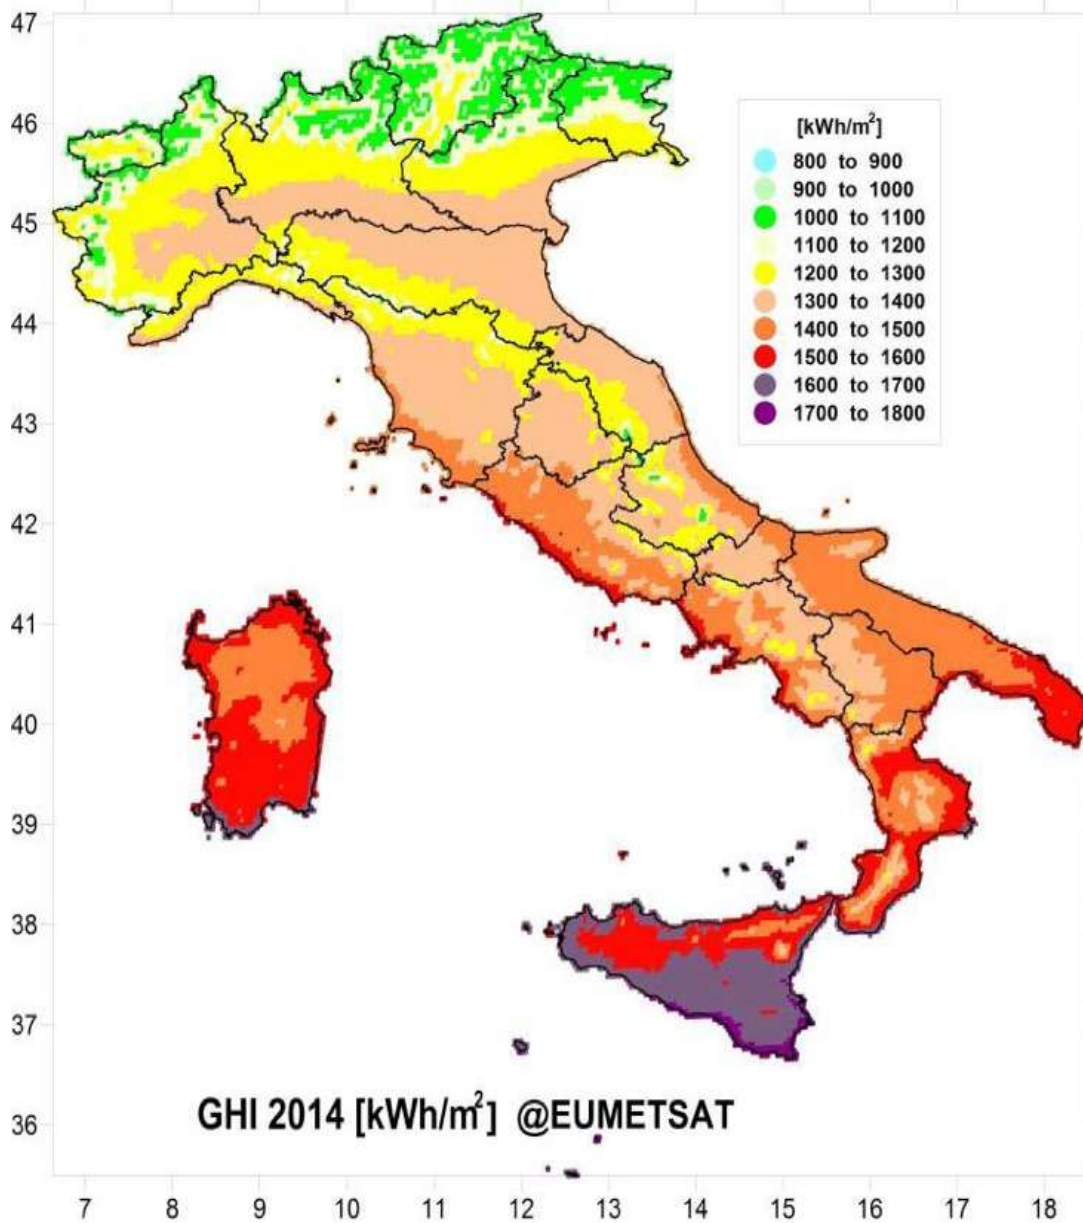 47
46
45
44
43
42
41
40
39
38
37
36
[kWh/m²]
800 to 900
900 to 1000
1000 to 1100
1100 to 1200
1200 to 1300
1300 to 1400
1400 to 1500
1500 to 1600
1600 to 1700
1700 to 1800
GHI 2014 [kWh/m²] @EUMETSAT
7 8 9 10 11 12 13 14 15 16 17 18